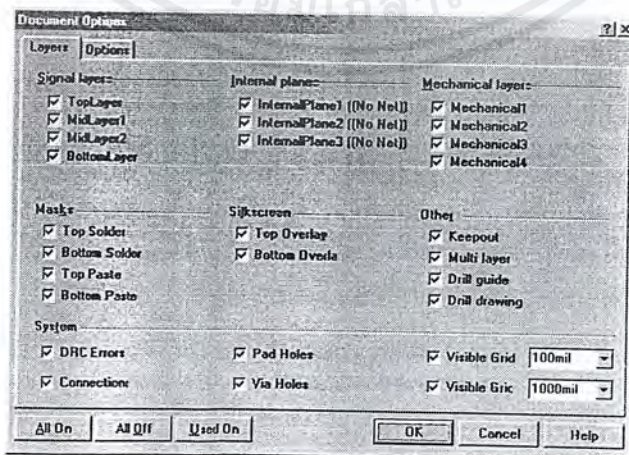 Document Options
? ×
Layers Options
Signal layers
TopLayer
MidLayer1
MidLayer2
BottomLayer
Internal planes
InternalPlane1 ((No Net))
InternalPlane2 ((No Net))
InternalPlane3 ((No Net))
Mechanical layers
Mechanical1
Mechanical2
Mechanical3
Mechanical4
Masks
Top Solder
Bottom Solder
Top Paste
Bottom Paste
Silkscreen
Top Overlay
Bottom Overla
Other
Keepout
Multi layer
Drill guide
Drill drawing
System
DRC Errors
Connections
Pad Holes
Via Holes
Visible Grid 100mil
Visible Gric 1000mil
All On All Off Used On OK Cancel Help